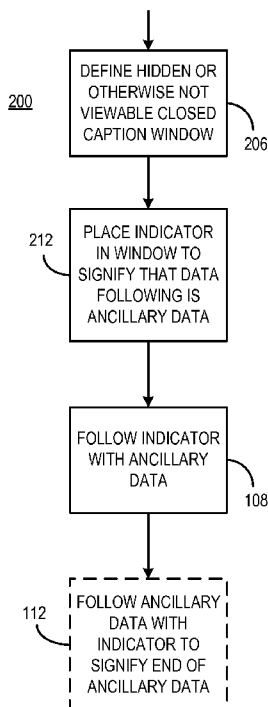 200
DEFINE HIDDEN OR
OTHERWISE NOT
VIEWABLE CLOSED
CAPTION WINDOW
206
212
PLACE INDICATOR
IN WINDOW TO
SIGNIFY THAT DATA
FOLLOWING IS
ANCILLARY DATA
FOLLOW INDICATOR
WITH ANCILLARY
DATA
108
112
FOLLOW ANCILLARY
DATA WITH
INDICATOR TO
SIGNIFY END OF
ANCILLARY DATA